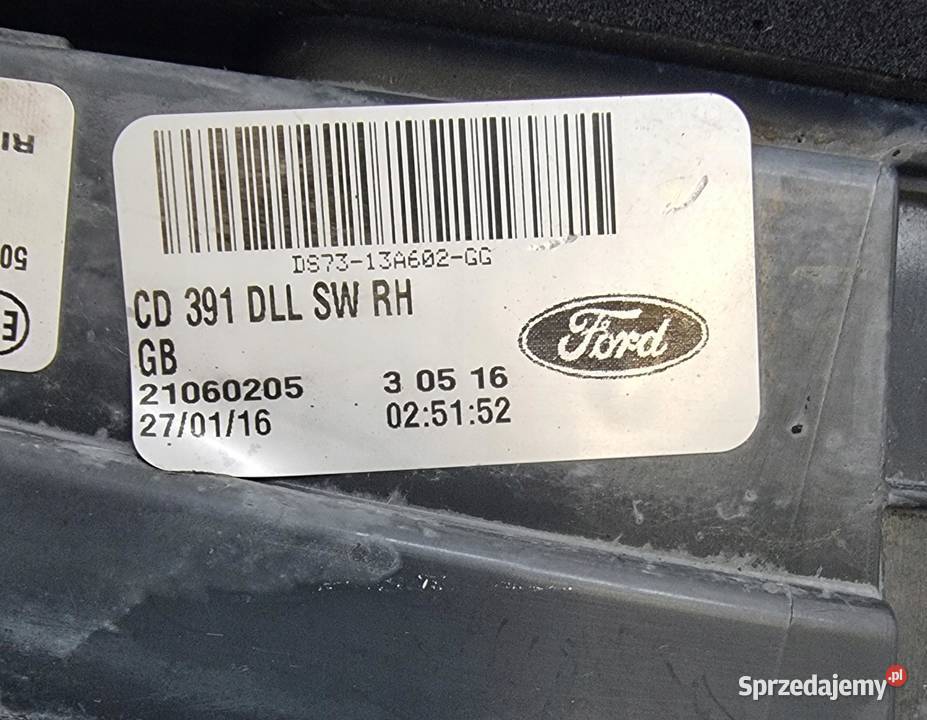 DS73-13A602-GG
CD 391 DLL SW RH
GB
Ford
21060205 3 05 16
27/01/16 02:51:52
50
E
Sprzedajemy.pl